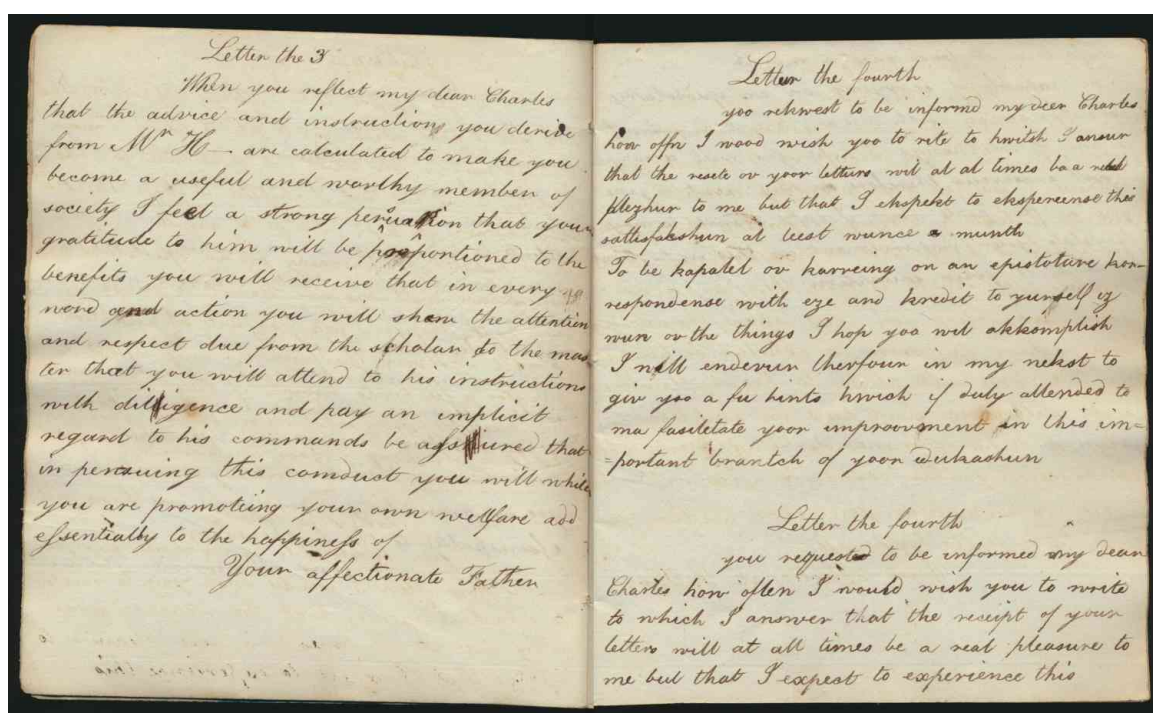 Letter the 3
When you reflect my dear Charles
that the advice and instructions you derive
from Mr H— are calculated to make you
become a useful and worthy member of
society I feel a strong persuasion that your
gratitude to him will be proportioned to the
benefits you will receive that in every
word and action you will shew the attention
and respect due from the scholar to the mas
ter that you will attend to his instructions
with dilligence and pay an implicit
regard to his commands be assured that
in persuing this comduct you will while
you are promoteing your own welfare add
essentially to the happiness of
Your affectionate Father
Letter the fourth
yoo rekwest to be informd my deer Charles
how offn I wood wish yoo to rite to hwitsh I ansur
that the resete ov yoor letturs wil at al times ba a
plezhur to me but that I ekspekt to ekspereense this
sattisfakshun at leest wunce a munth
To be kapabel ov karreing on an epistolare kor-
respondense with eze and kredit to yurself iz
wun ov the things I hop yoo wil akkomplish
I will endevur therfour in my nekst to
giv yoo a fu hints hwich if duly attended to
ma fasiletate yoor improovment in this im=
=portant brantch of yoor edukashun
Letter the fourth
you requested to be informed my dear
Charles how often I would wish you to write
to which I answer that the receipt of your
letters will at all times be a real pleasure to
me but that I expect to experience this